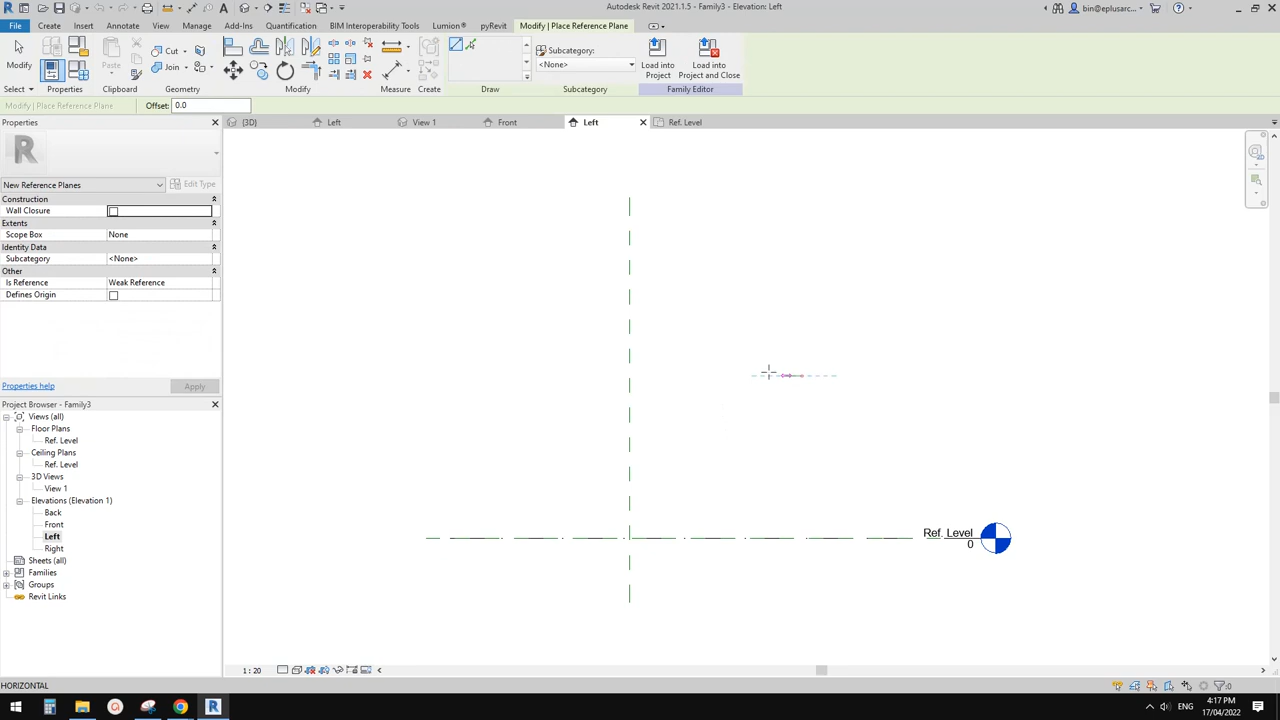 Autodesk Revit 2021.1.5 - Family3 - Elevation: Left
bin@eplusarc...
File Create Insert Annotate View Manage Add-Ins Quantification BIM Interoperability Tools Lumion® pyRevit Modify | Place Reference Plane
Modify
Paste
Cut
Join
Subcategory:
<None>
Load into
Project
Load into
Project and Close
Select Properties Clipboard Geometry Modify Measure Create Draw Subcategory Family Editor
Modify | Place Reference Plane Offset: 0.0
Properties
{3D} Left View 1 Front Left Ref. Level
New Reference Planes Edit Type
Construction
Wall Closure
Extents
Scope Box None
Identity Data
Subcategory <None>
Other
Is Reference Weak Reference
Defines Origin
Properties help Apply
Project Browser - Family3
Views (all)
Floor Plans
Ref. Level
Ceiling Plans
Ref. Level
3D Views
View 1
Elevations (Elevation 1)
Back
Front
Left
Right
Sheets (all)
Families
Groups
Revit Links
Ref. Level
0
1 : 20
HORIZONTAL
ENG
4:17 PM
17/04/2022